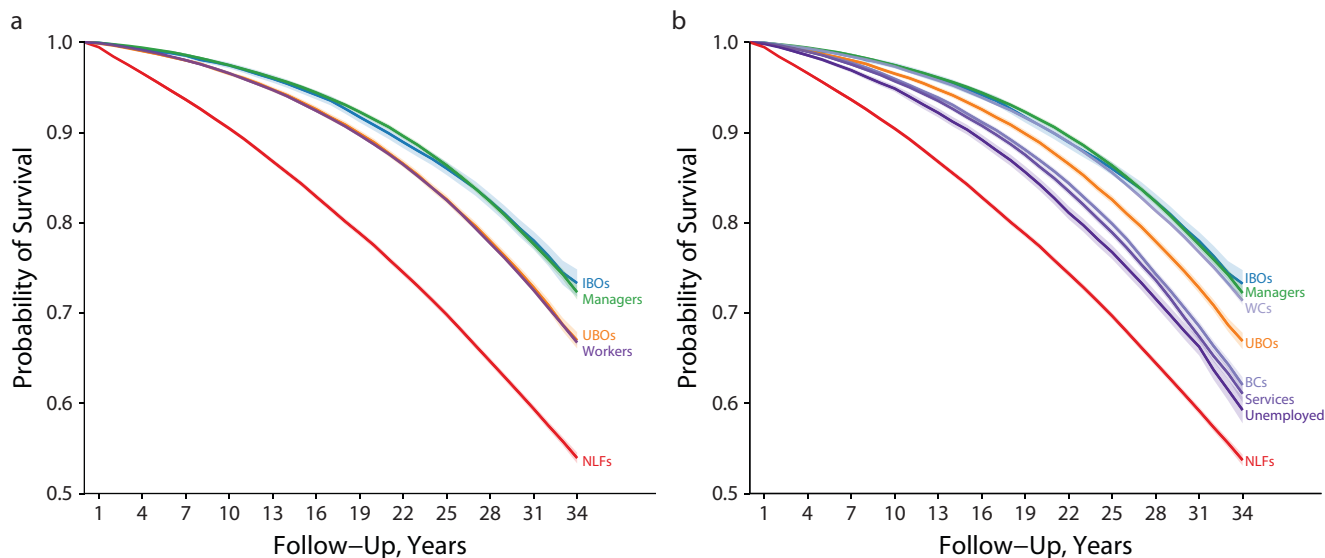 a
Probability of Survival
1.0
0.9
0.8
0.7
0.6
0.5
IBOs
Managers
UBOs
Workers
NLFs
1 4 7 10 13 16 19 22 25 28 31 34
Follow–Up, Years
b
Probability of Survival
1.0
0.9
0.8
0.7
0.6
0.5
IBOs
Managers
WCs
UBOs
BCs
Services
Unemployed
NLFs
1 4 7 10 13 16 19 22 25 28 31 34
Follow–Up, Years